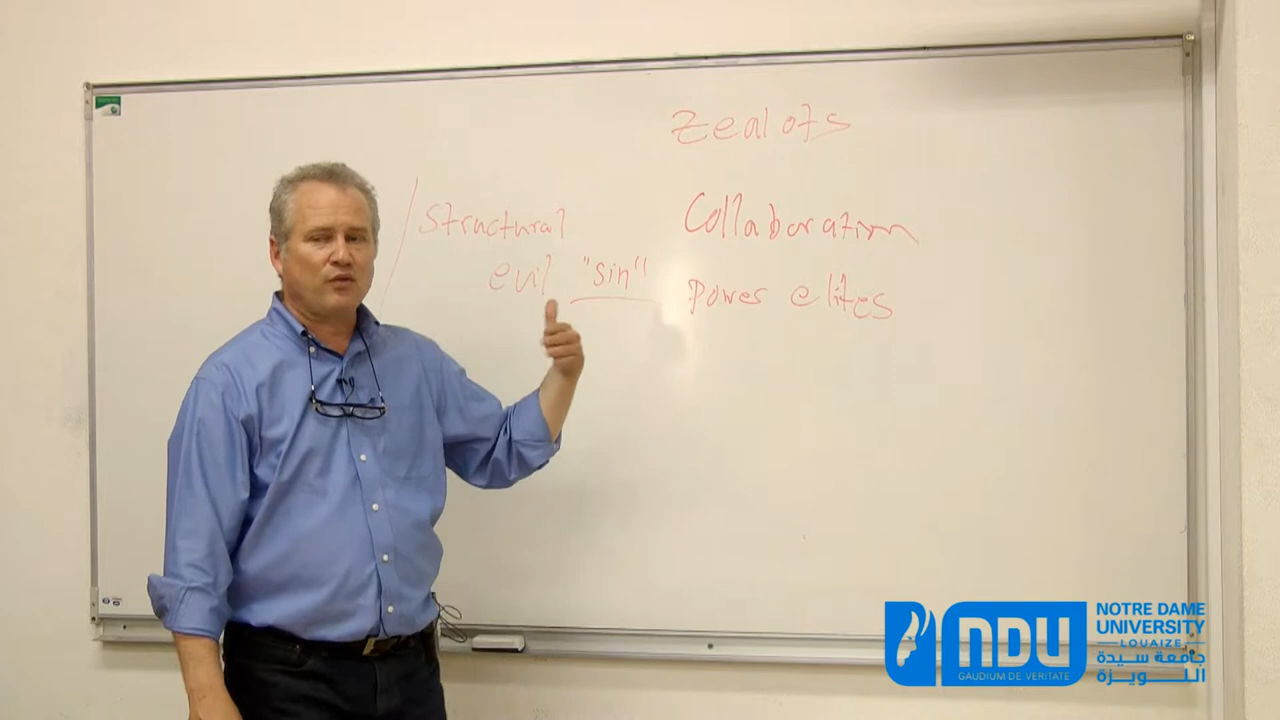 Zealots
Structural
evil "sin"
Collaboration
power elites
NDU
GAUDIUM DE VERITATE
NOTRE DAME
UNIVERSITY
LOUAIZE
جامعة سيدة
اللويزة